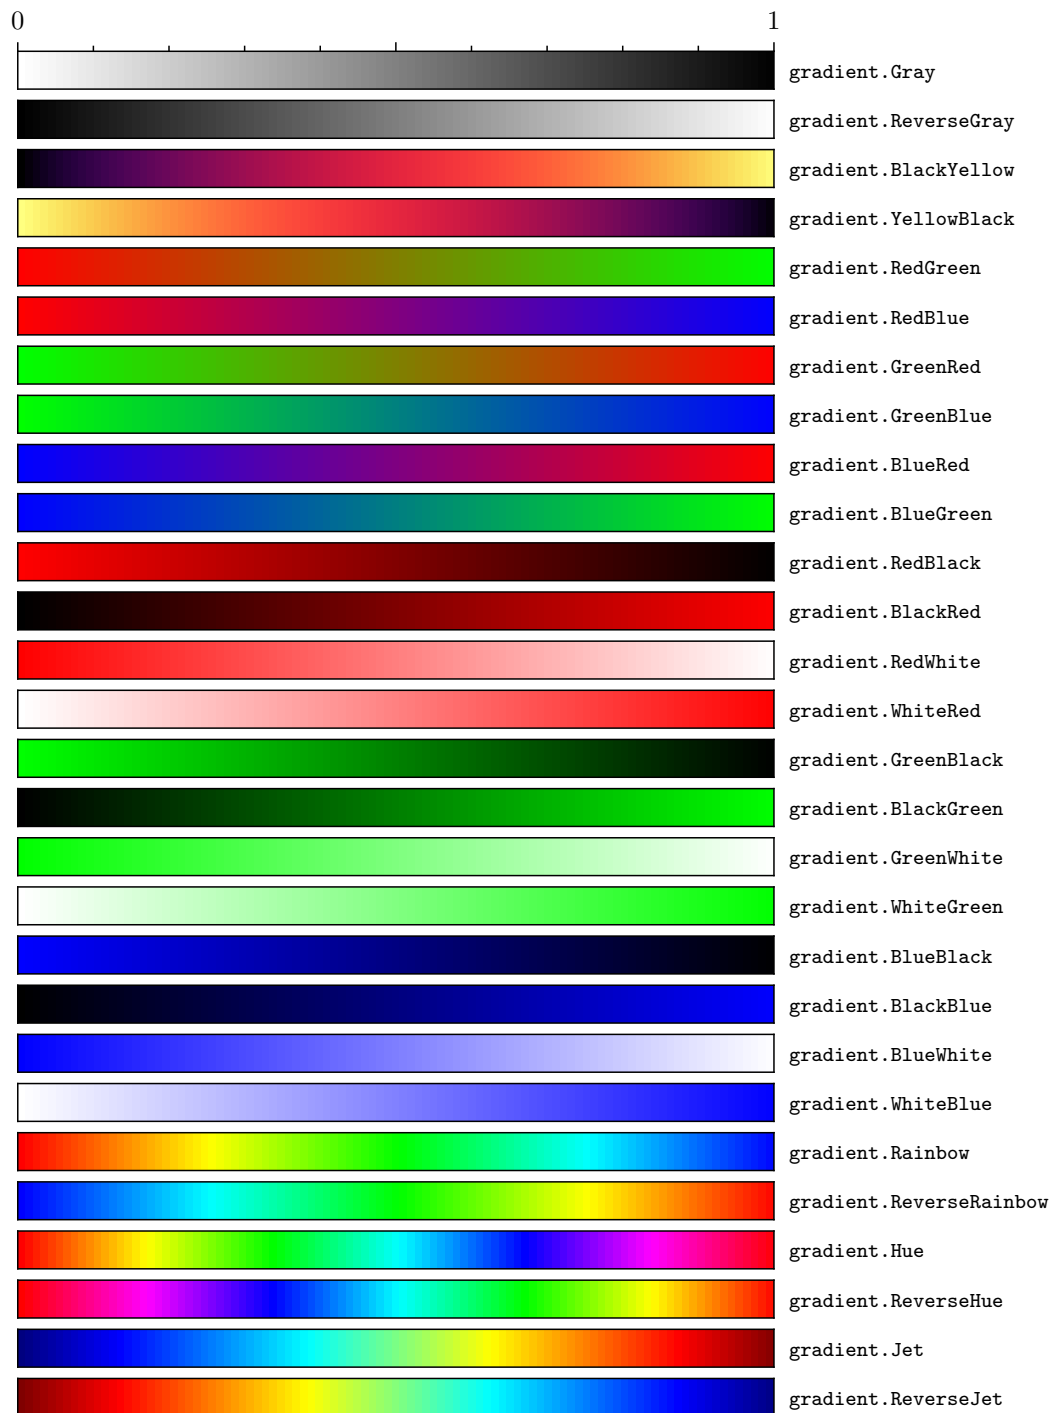 0 1
gradient.Gray
gradient.ReverseGray
gradient.BlackYellow
gradient.YellowBlack
gradient.RedGreen
gradient.RedBlue
gradient.GreenRed
gradient.GreenBlue
gradient.BlueRed
gradient.BlueGreen
gradient.RedBlack
gradient.BlackRed
gradient.RedWhite
gradient.WhiteRed
gradient.GreenBlack
gradient.BlackGreen
gradient.GreenWhite
gradient.WhiteGreen
gradient.BlueBlack
gradient.BlackBlue
gradient.BlueWhite
gradient.WhiteBlue
gradient.Rainbow
gradient.ReverseRainbow
gradient.Hue
gradient.ReverseHue
gradient.Jet
gradient.ReverseJet